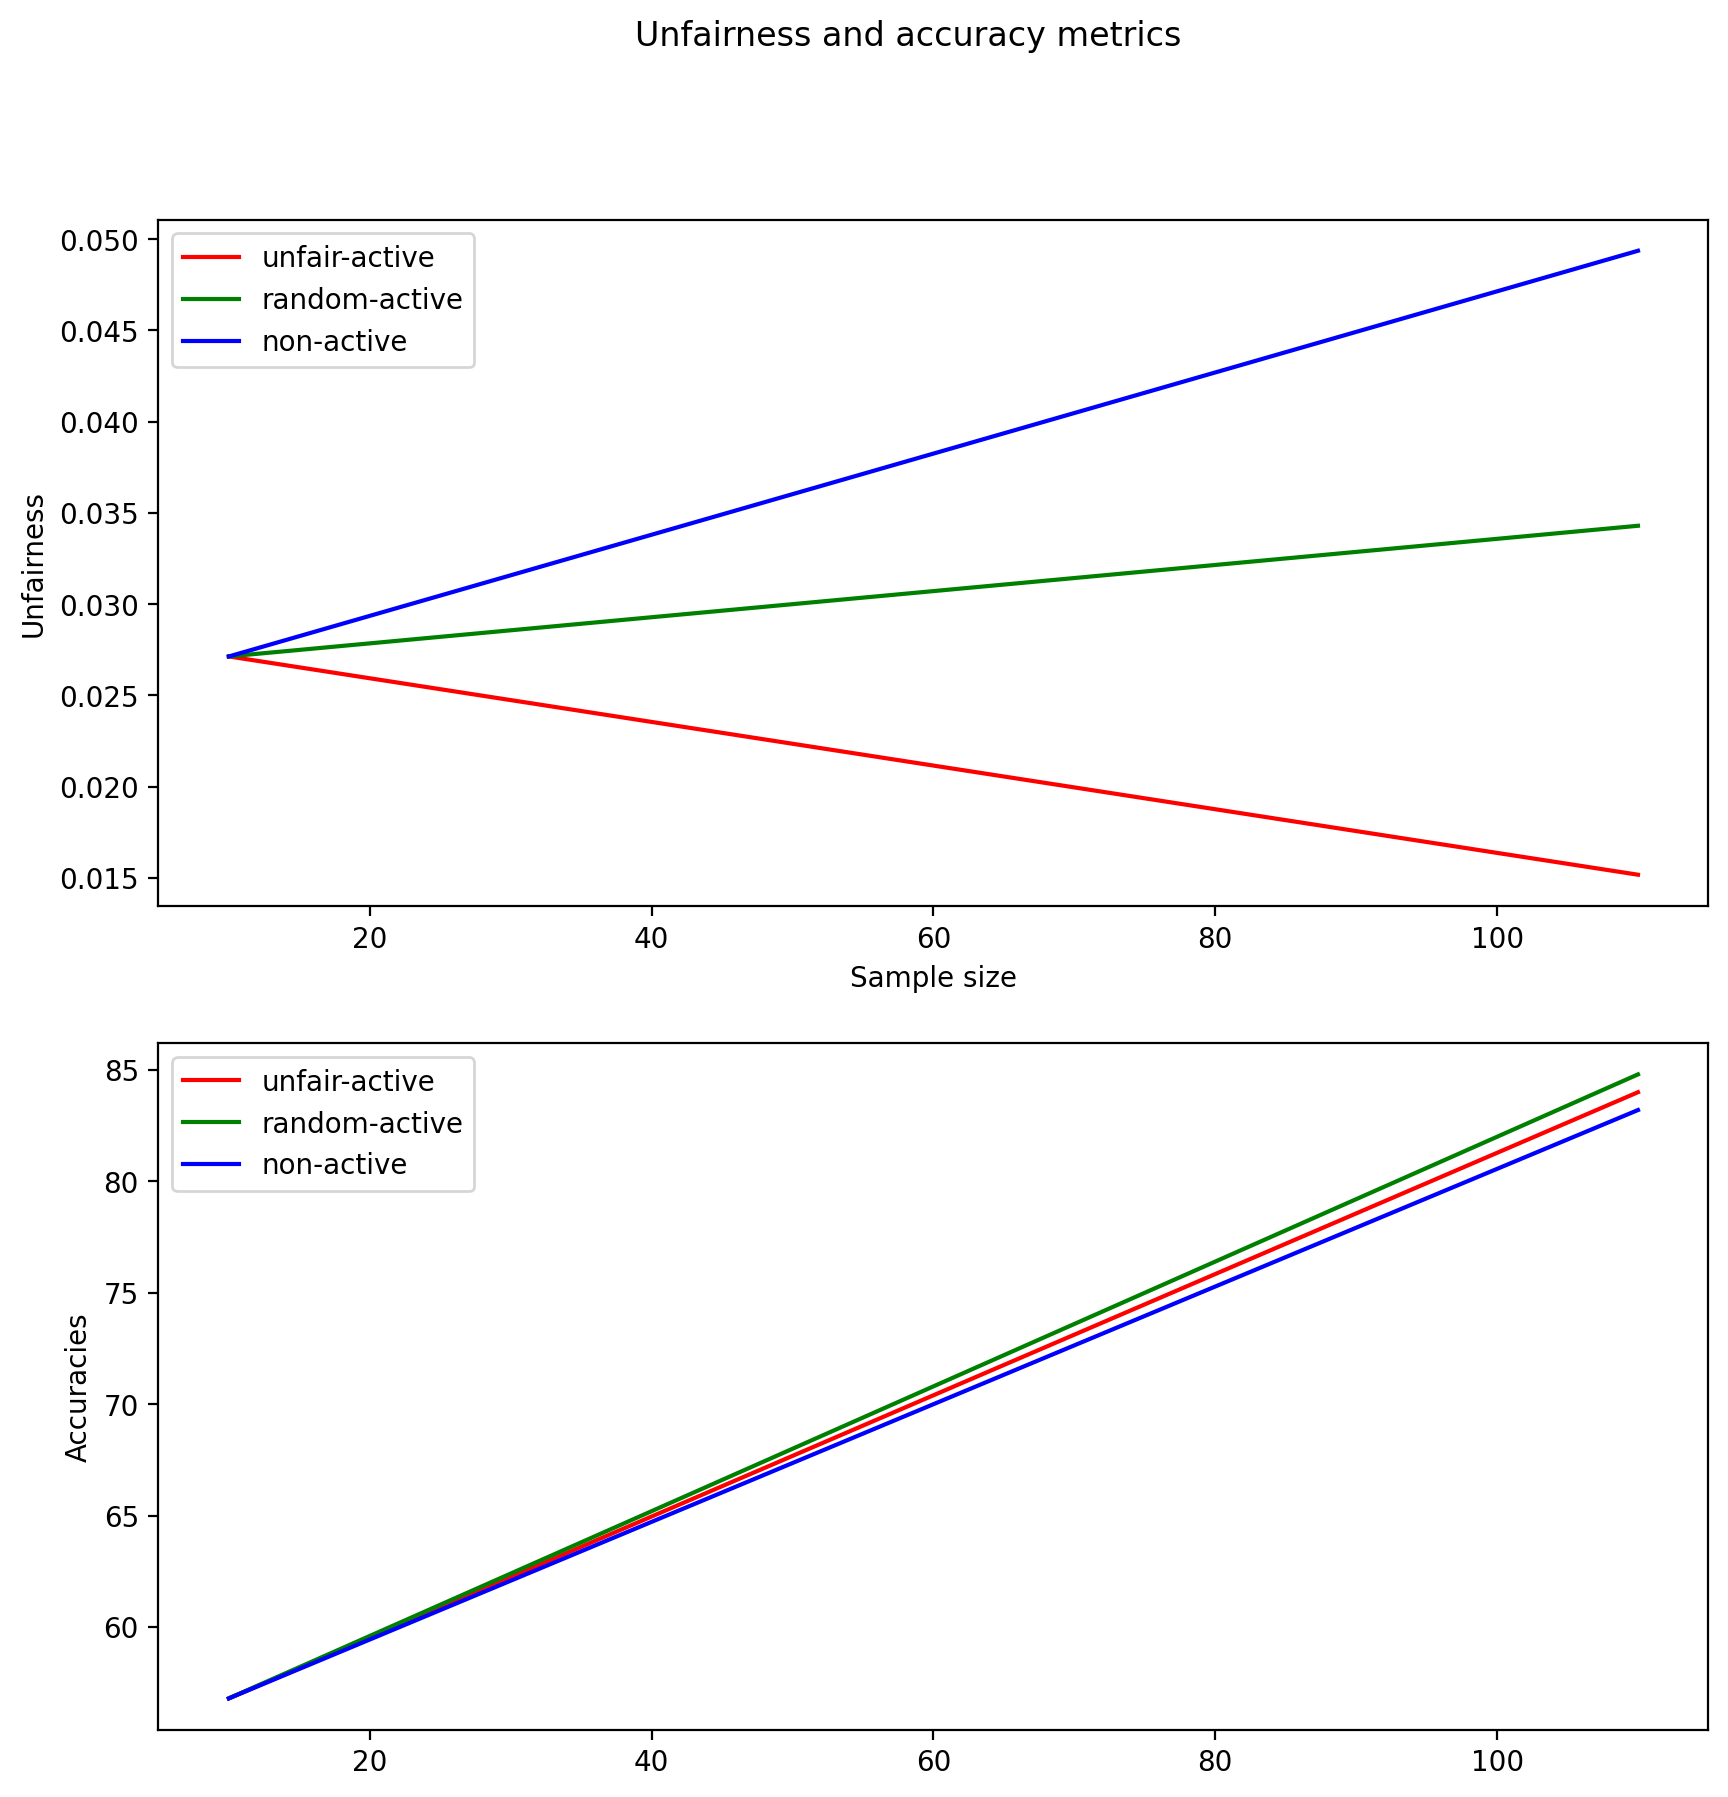 Unfairness and accuracy metrics
0.050
0.045
0.040
0.035
0.030
0.025
0.020
0.015
Unfairness
unfair-active
random-active
non-active
20 40 60 80 100
Sample size
85
80
75
70
65
60
Accuracies
unfair-active
random-active
non-active
20 40 60 80 100